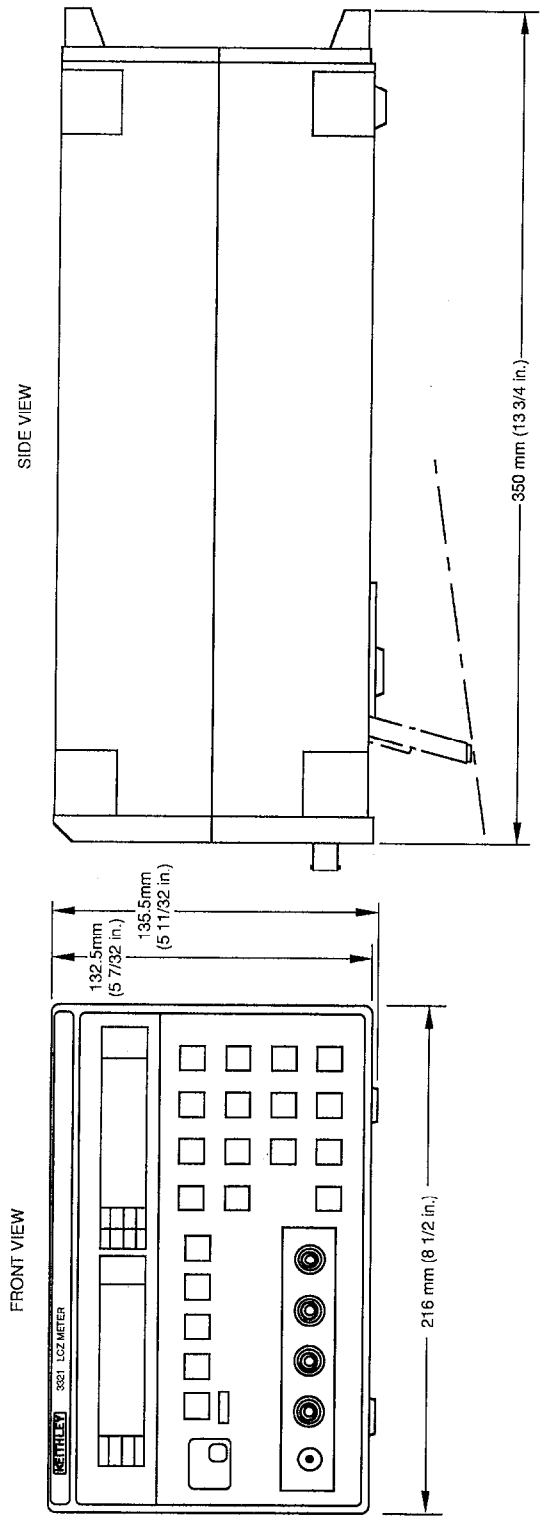 FRONT VIEW
KEITHLEY 3321 LCZ METER
132.5mm
(5 7/32 in.)
135.5mm
(5 11/32 in.)
216 mm (8 1/2 in.)
SIDE VIEW
350 mm (13 3/4 in.)